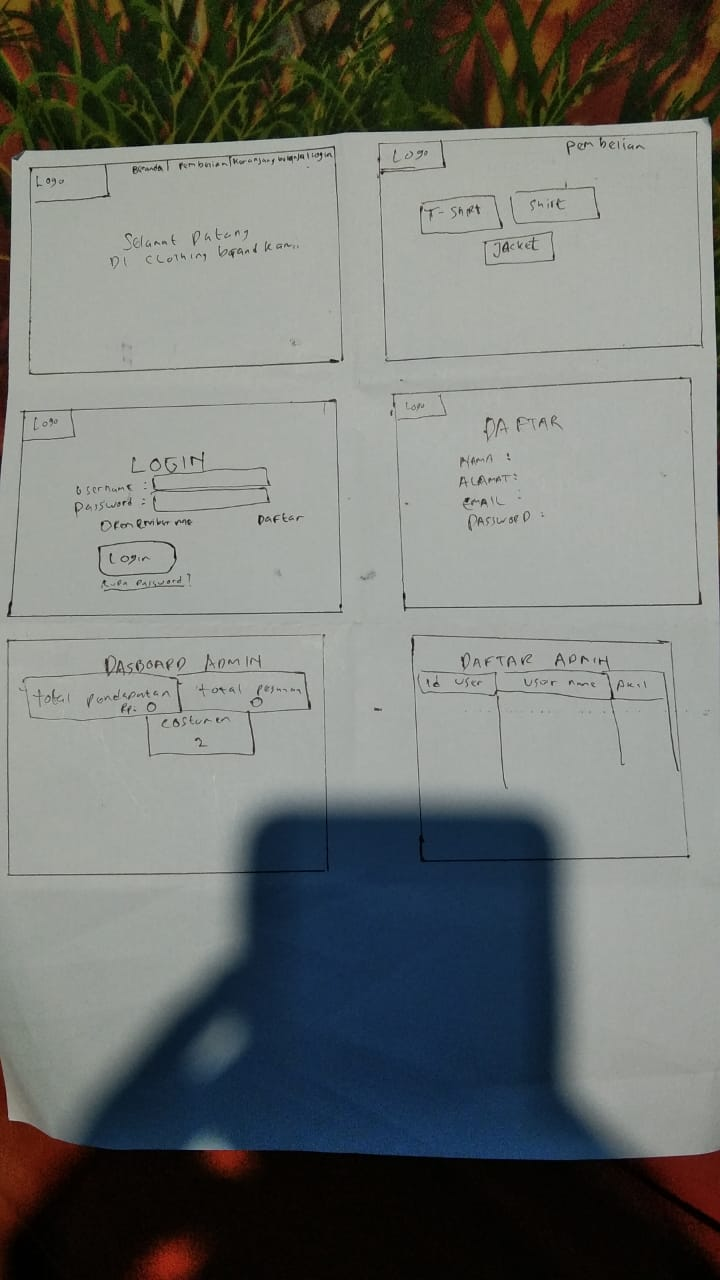 Logo
Beranda | Pembelian | Keranjang belanja | Login
Selamat Datang
Di Clothing brand Kami..
Logo
Pembelian
T-Shirt
Shirt
Jacket
Logo
LOGIN
Username :
Password :
O Remember me
Daftar
Login
Lupa Password?
Logo
DAFTAR
NAMA :
ALAMAT :
EMAIL :
PASSWORD :
DASBOARD ADMIN
total pendapatan
Rp. 0
total pesanan
0
costumen
2
DAFTAR ADMIN
Id User
User name